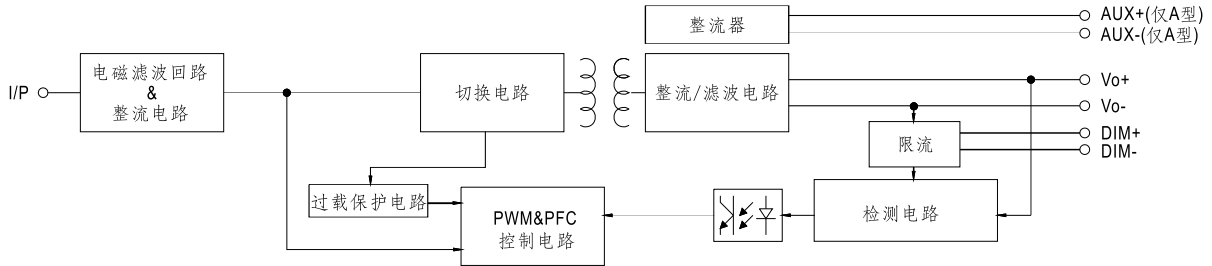 整流器
AUX+(仅A型)
AUX-(仅A型)
I/P
电磁滤波回路
&
整流电路
切换电路
整流/滤波电路
Vo+
Vo-
限流
DIM+
DIM-
过载保护电路
PWM&PFC
控制电路
检测电路